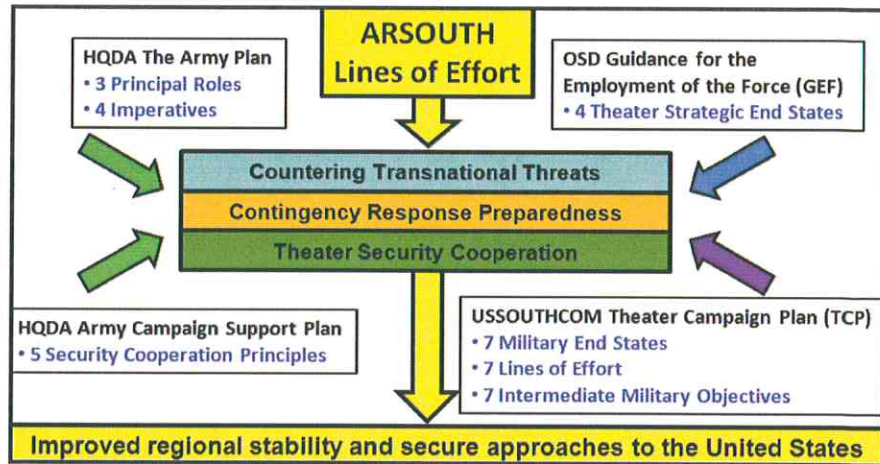 ARSOUTH
Lines of Effort
HQDA The Army Plan
• 3 Principal Roles
• 4 Imperatives
OSD Guidance for the
Employment of the Force (GEF)
• 4 Theater Strategic End States
Countering Transnational Threats
Contingency Response Preparedness
Theater Security Cooperation
HQDA Army Campaign Support Plan
• 5 Security Cooperation Principles
USSOUTHCOM Theater Campaign Plan (TCP)
• 7 Military End States
• 7 Lines of Effort
• 7 Intermediate Military Objectives
Improved regional stability and secure approaches to the United States